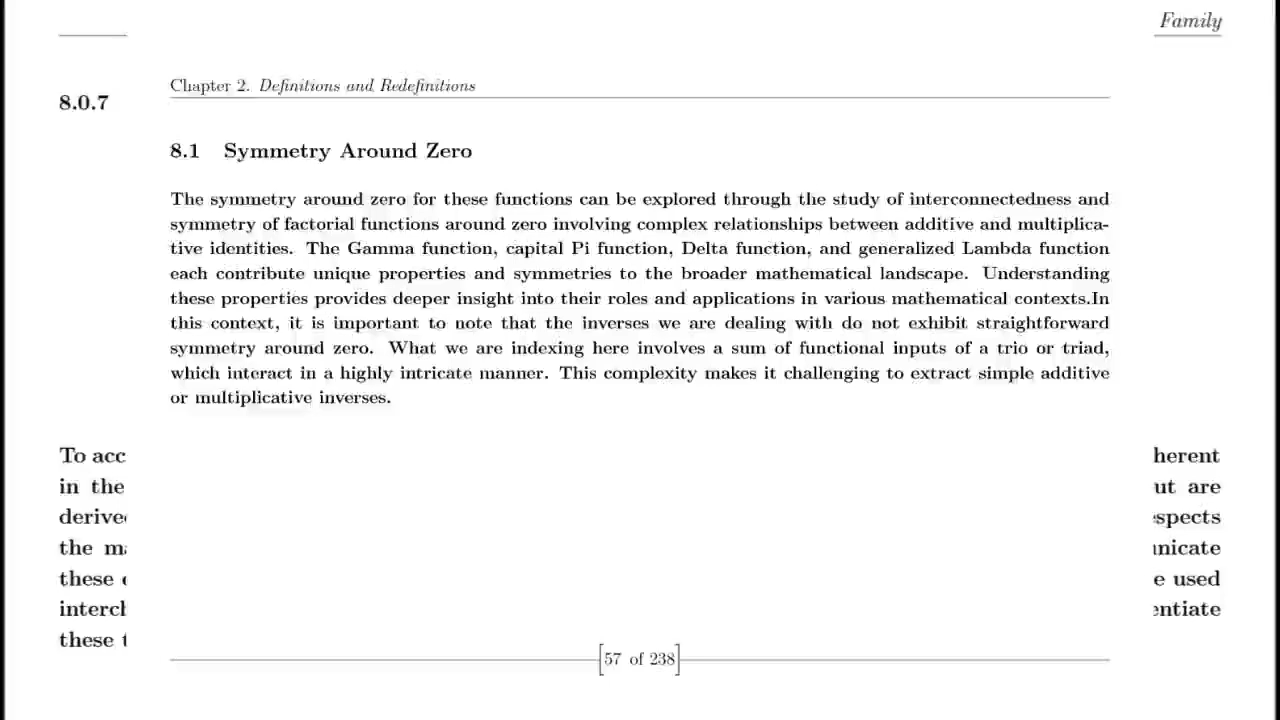 Family
Chapter 2. Definitions and Redefinitions
8.0.7
8.1 Symmetry Around Zero
The symmetry around zero for these functions can be explored through the study of interconnectedness and
symmetry of factorial functions around zero involving complex relationships between additive and multiplica-
tive identities. The Gamma function, capital Pi function, Delta function, and generalized Lambda function
each contribute unique properties and symmetries to the broader mathematical landscape. Understanding
these properties provides deeper insight into their roles and applications in various mathematical contexts.In
this context, it is important to note that the inverses we are dealing with do not exhibit straightforward
symmetry around zero. What we are indexing here involves a sum of functional inputs of a trio or triad,
which interact in a highly intricate manner. This complexity makes it challenging to extract simple additive
or multiplicative inverses.
To acc herent
in the ut are
the
these e used
these
[57 of 238]